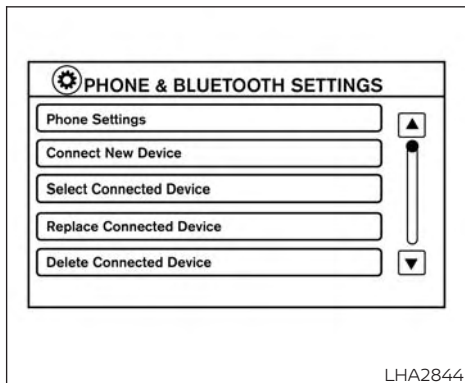 PHONE & BLUETOOTH SETTINGS
Phone Settings
Connect New Device
Select Connected Device
Replace Connected Device
Delete Connected Device
LHA2844